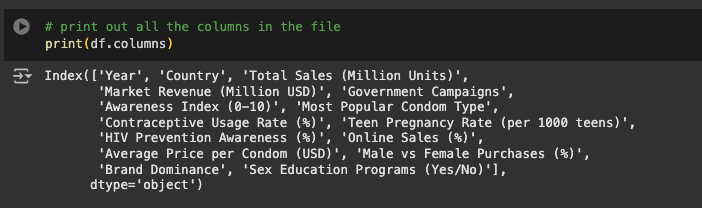 # print out all the columns in the file
print(df.columns)
Index(['Year', 'Country', 'Total Sales (Million Units)',
'Market Revenue (Million USD)', 'Government Campaigns',
'Awareness Index (0–10)', 'Most Popular Condom Type',
'Contraceptive Usage Rate (%)', 'Teen Pregnancy Rate (per 1000 teens)',
'HIV Prevention Awareness (%)', 'Online Sales (%)',
'Average Price per Condom (USD)', 'Male vs Female Purchases (%)',
'Brand Dominance', 'Sex Education Programs (Yes/No)'],
dtype='object')